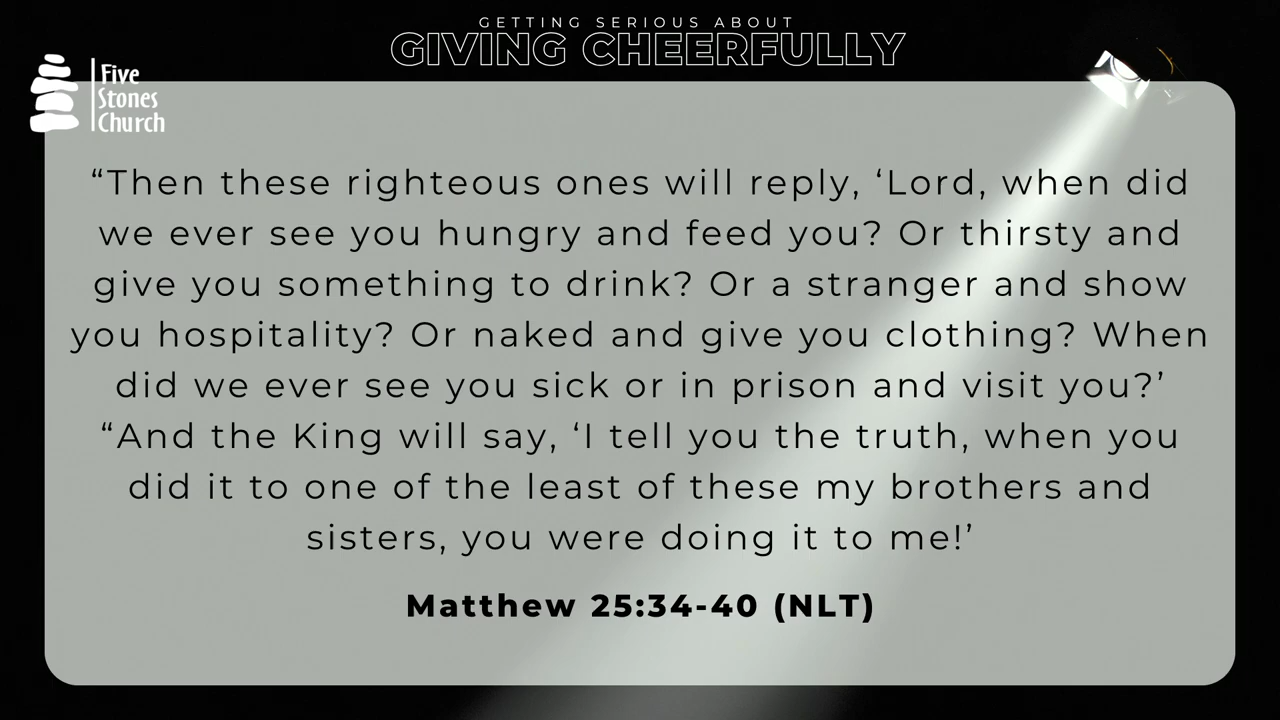 GETTING SERIOUS ABOUT
GIVING CHEERFULLY
Five
Stones
Church
“Then these righteous ones will reply, ‘Lord, when did
we ever see you hungry and feed you? Or thirsty and
give you something to drink? Or a stranger and show
you hospitality? Or naked and give you clothing? When
did we ever see you sick or in prison and visit you?’
“And the King will say, ‘I tell you the truth, when you
did it to one of the least of these my brothers and
sisters, you were doing it to me!’
Matthew 25:34-40 (NLT)